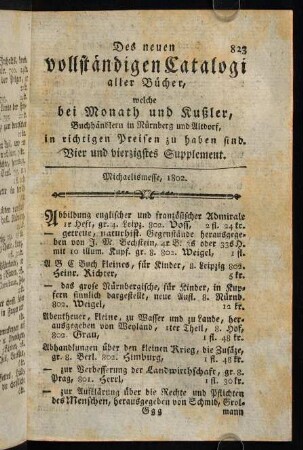 Des neuen 823
vollständigen Catalogi
aller Bücher,
welche
bei Monath und Kußler,
Buchhändlern in Nürnberg und Altdorf,
in richtigen Preisen zu haben sind.
Vier und vierzigstes Supplement.
Michaelismesse, 1802.
Abbildung englischer und französischer Admirale
1r Heft, gr. 4. Leipz. 802. Voss, 2 fl. 24 kr.
— getreue, naturhist. Gegenstände herausgege-
ben von J. M. Bechstein, 4r B: 3s oder 33s H.
mit 10 illum. Kupf. gr. 8. 802. Weigel, 1 fl.
A B C Buch kleines, für Kinder, 8. Leipzig 802.
Heinr. Richter, 5 kr.
— das große Nürnbergische, für Kinder, in Kup-
fern sinnlich dargestellt, neue Aufl. 8. Nürnb.
802. Weigel, 12 kr.
Abentheuer, kleine, zu Wasser und zu Lande, her-
ausgegeben von Weyland, 1ter Theil, 8. Hof,
802. Grau, 1 fl. 48 kr.
Abhandlungen über den kleinen Krieg, die Zusäze,
gr. 8. Berl. 802. Himburg, 1 fl. 48 kr.
— zur Verbesserung der Landwirthschaft, gr. 8.
Prag, 801. Herrl, 1 fl. 30 kr.
— zur Aufklärung über die Rechte und Pflichten
des Menschen, herausgegeben von Schmid, Grol-
Ggg mann